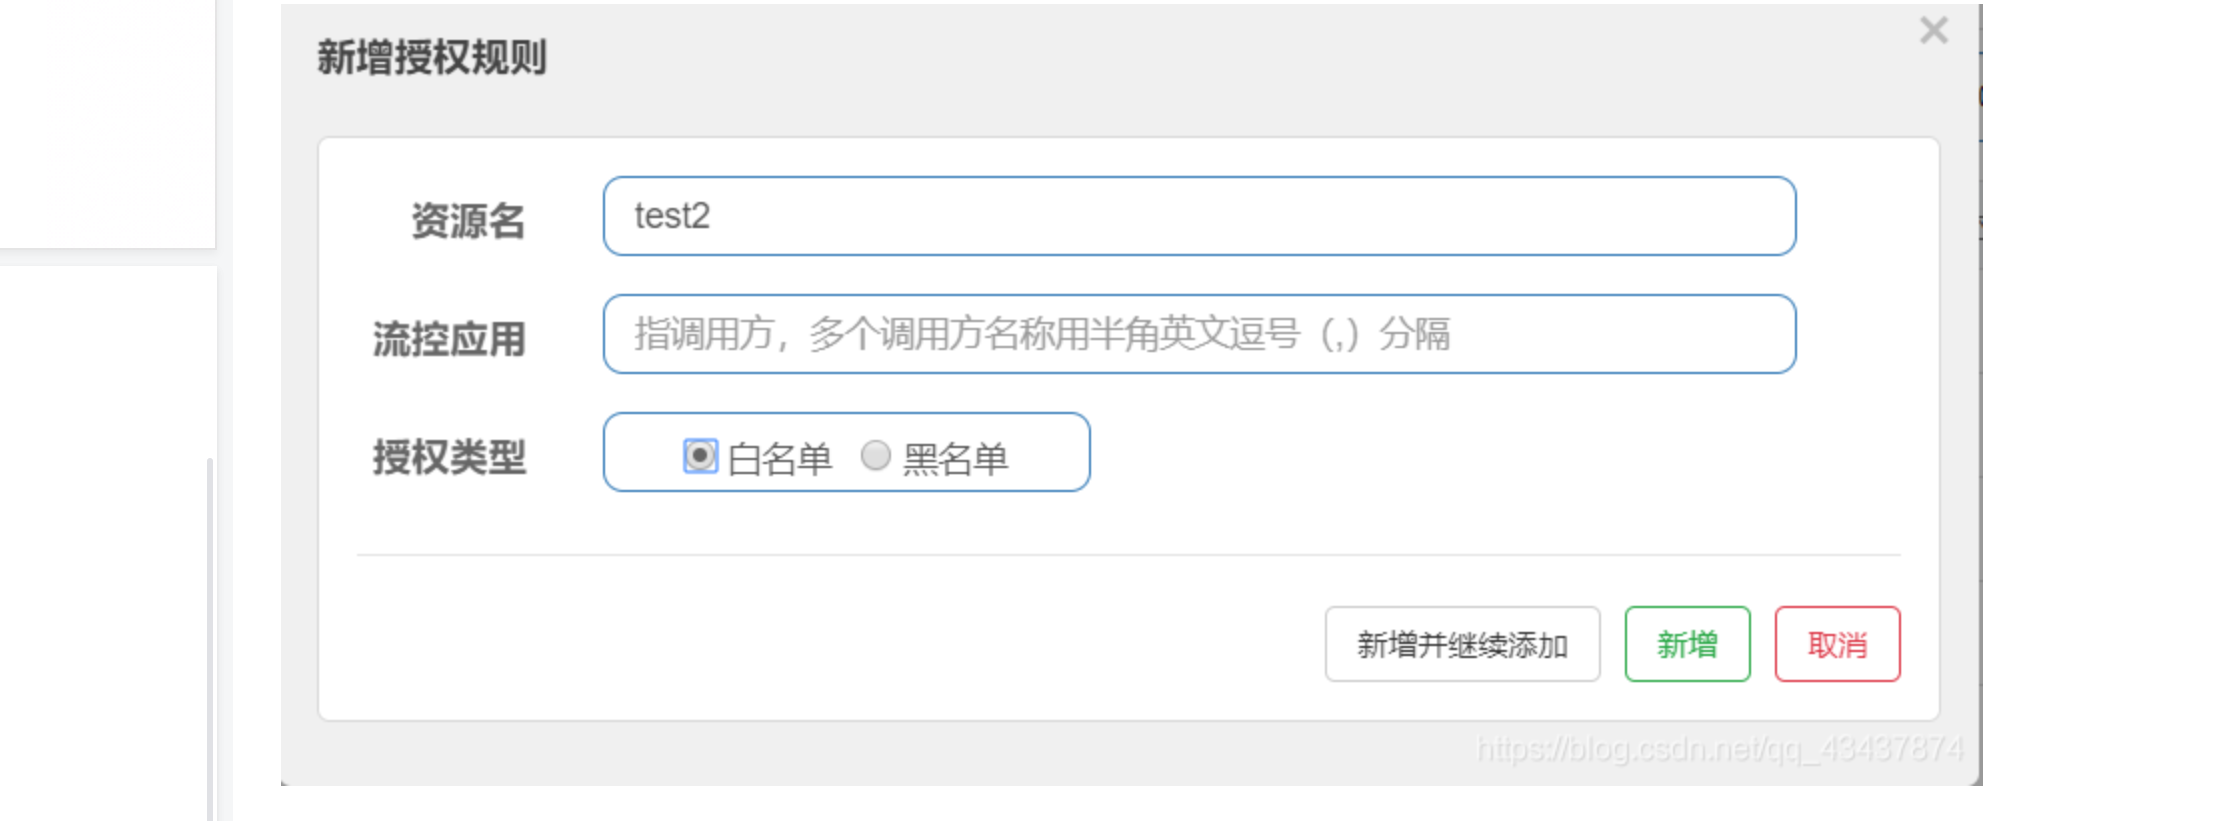 新增授权规则
×
资源名 test2
流控应用 指调用方，多个调用方名称用半角英文逗号（,）分隔
授权类型 白名单 黑名单
新增并继续添加 新增 取消
https://blog.csdn.net/qq_43437874